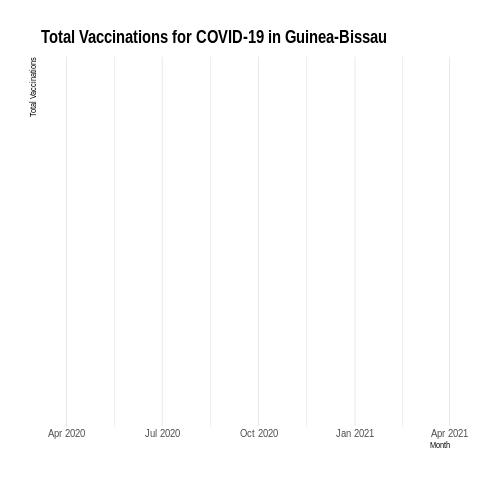 Total Vaccinations for COVID-19 in Guinea-Bissau
Total Vaccinations
Apr 2020
Jul 2020
Oct 2020
Jan 2021
Apr 2021
Month